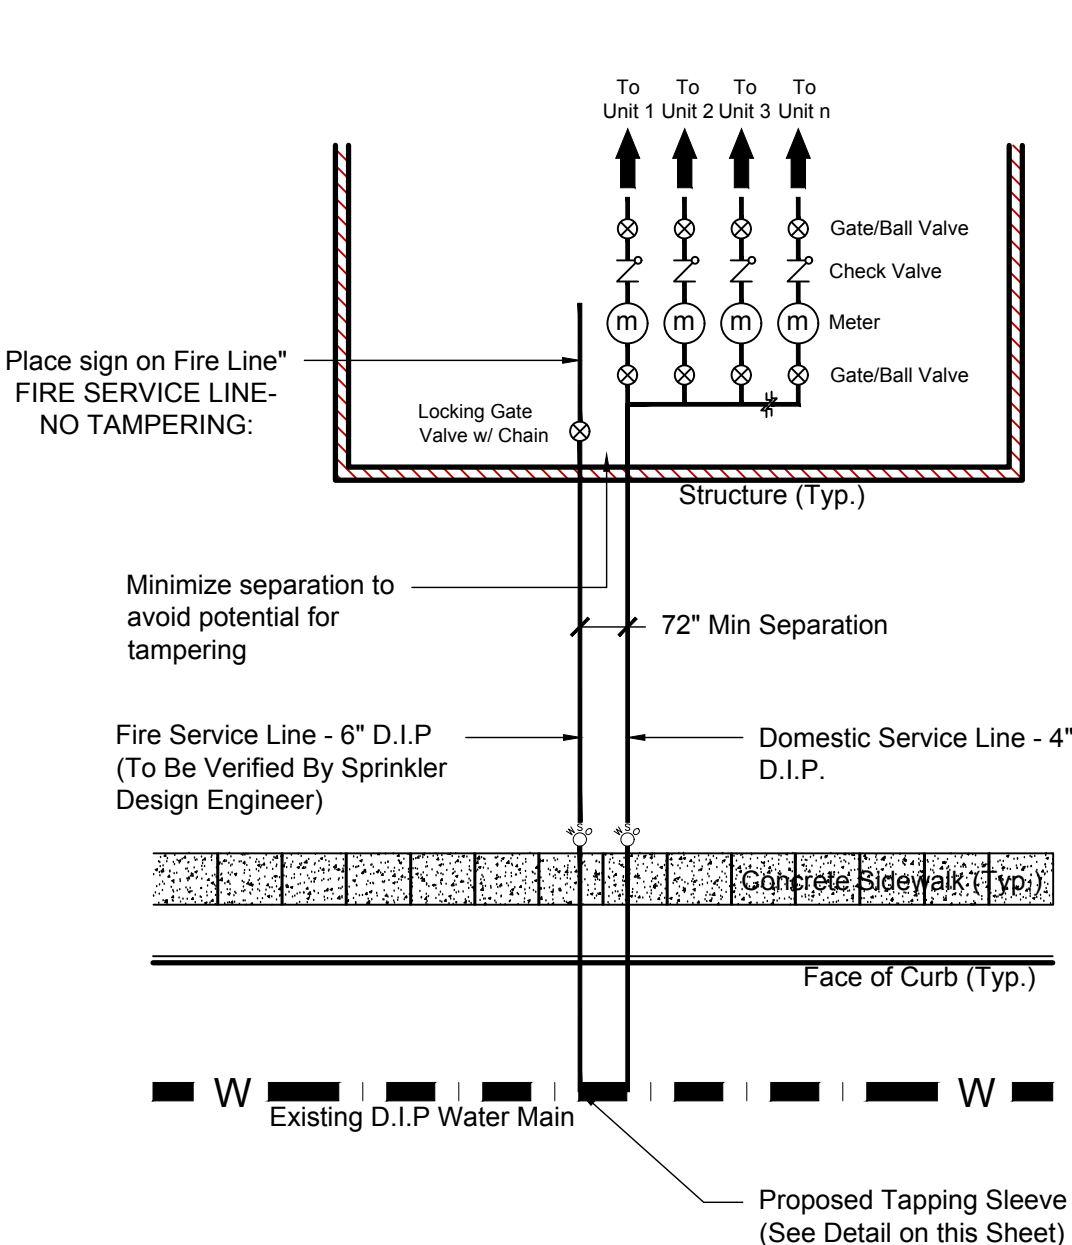 To To To To
Unit 1 Unit 2 Unit 3 Unit n
Gate/Ball Valve
Check Valve
m m m m Meter
Gate/Ball Valve
Place sign on Fire Line"
FIRE SERVICE LINE-
NO TAMPERING:
Locking Gate
Valve w/ Chain
Structure (Typ.)
Minimize separation to
avoid potential for
tampering
72" Min Separation
Fire Service Line - 6" D.I.P
(To Be Verified By Sprinkler
Design Engineer)
Domestic Service Line - 4"
D.I.P.
WSO WSO
Concrete Sidewalk (Typ.)
Face of Curb (Typ.)
W W
Existing D.I.P Water Main
Proposed Tapping Sleeve
(See Detail on this Sheet)